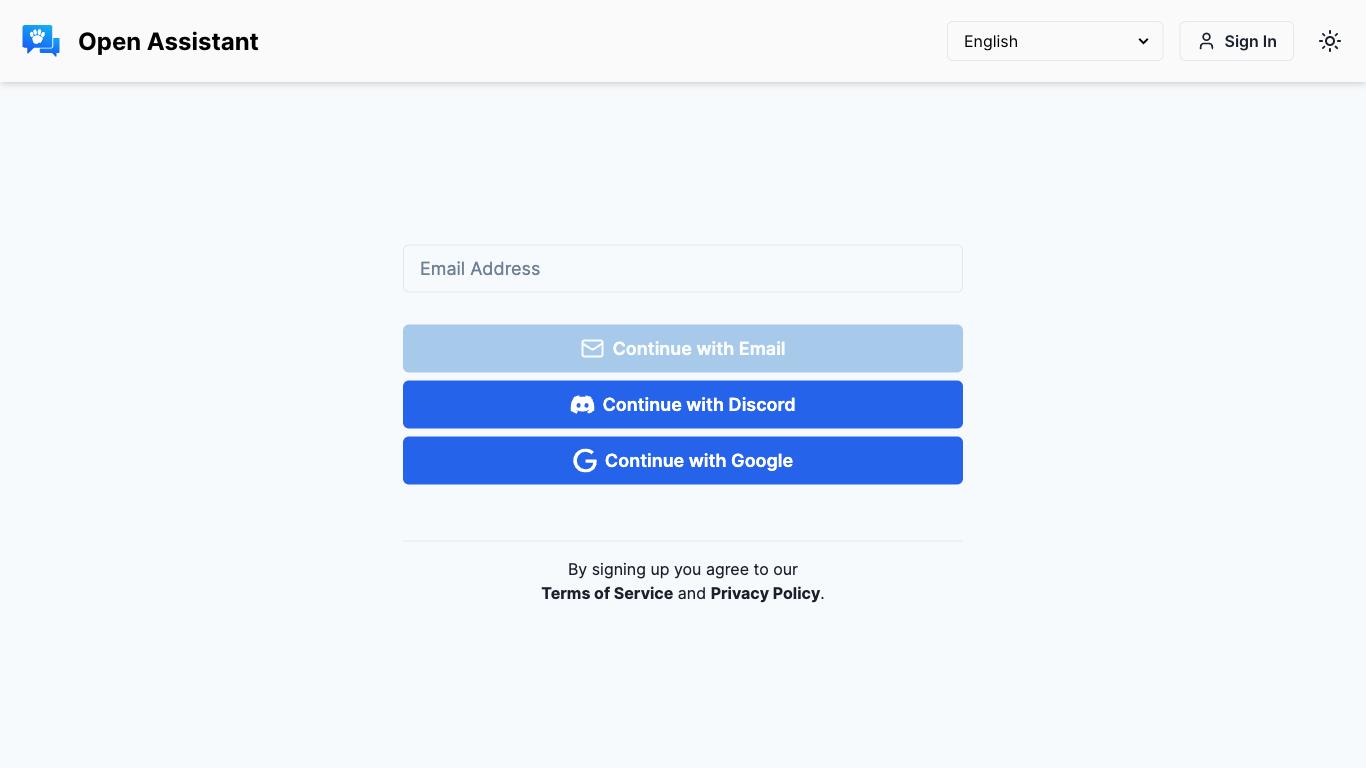 Open Assistant
English
Sign In
Email Address
Continue with Email
Continue with Discord
Continue with Google
By signing up you agree to our
Terms of Service and Privacy Policy.